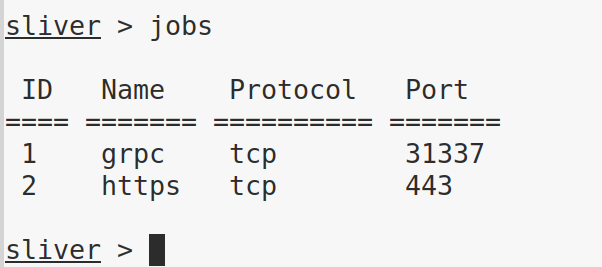 sliver > jobs
ID Name Protocol Port
==== ======= ========== =======
1 grpc tcp 31337
2 https tcp 443
sliver >